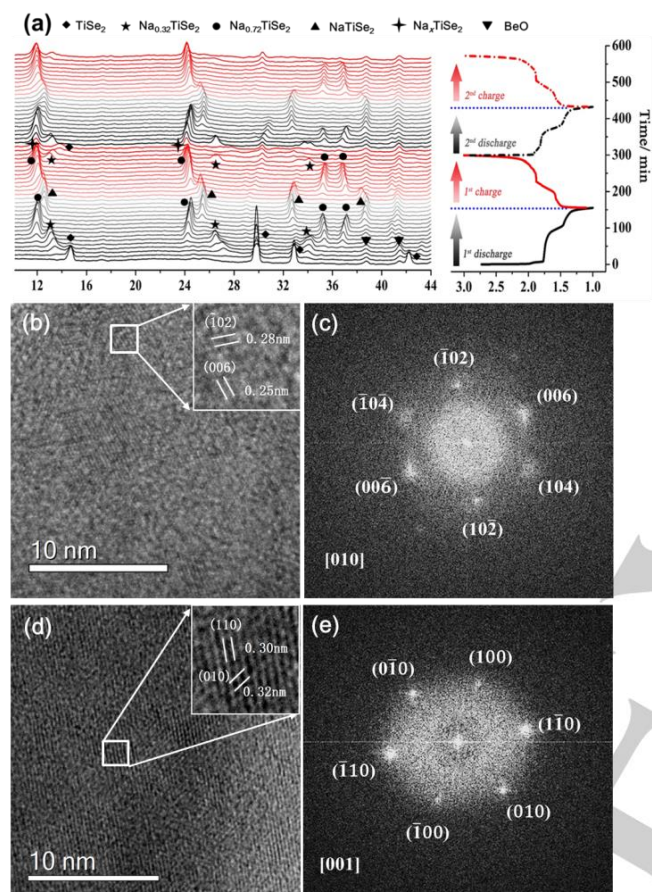 (a) ◆ TiSe₂ ★ Na₀.₃₂TiSe₂ ● Na₀.₇₂TiSe₂ ▲ NaTiSe₂ ✦ NaₓTiSe₂ ▼ BeO
2nd charge
2nd discharge
1st charge
1st discharge
12 16 20 24 28 32 36 40 44
3.0 2.5 2.0 1.5 1.0
600
500
400
300
200
100
0
Time/ min
(b)
(1̄02)
0.28nm
(006)
0.25nm
10 nm
(c)
(1̄02)
(1̄04̄)
(006)
(006̄)
(104)
(102̄)
[010]
(d)
(110)
0.30nm
(010)
0.32nm
10 nm
(e)
(01̄0)
(100)
(11̄0)
(1̄10)
(010)
(1̄00)
[001]